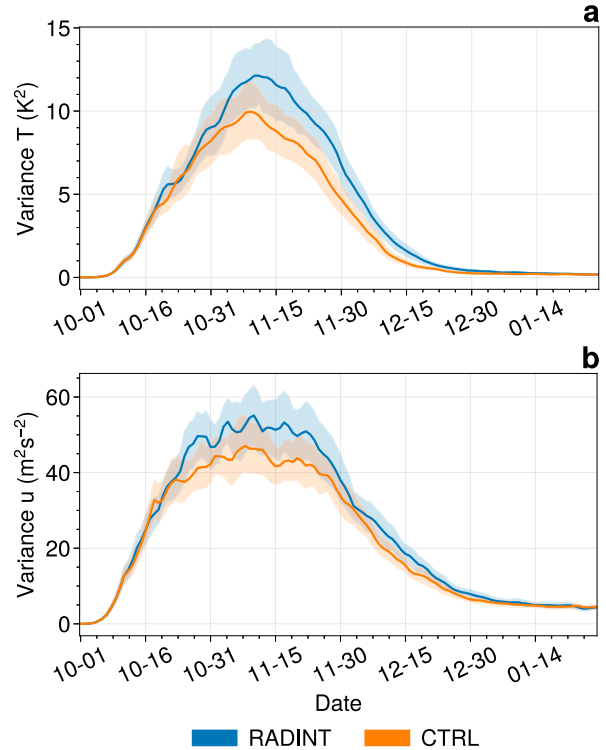 a
15
10
5
0
Variance T (K²)
10-01 10-16 10-31 11-15 11-30 12-15 12-30 01-14
b
60
40
20
0
Variance u (m²s⁻²)
10-01 10-16 10-31 11-15 11-30 12-15 12-30 01-14
Date
RADINT CTRL